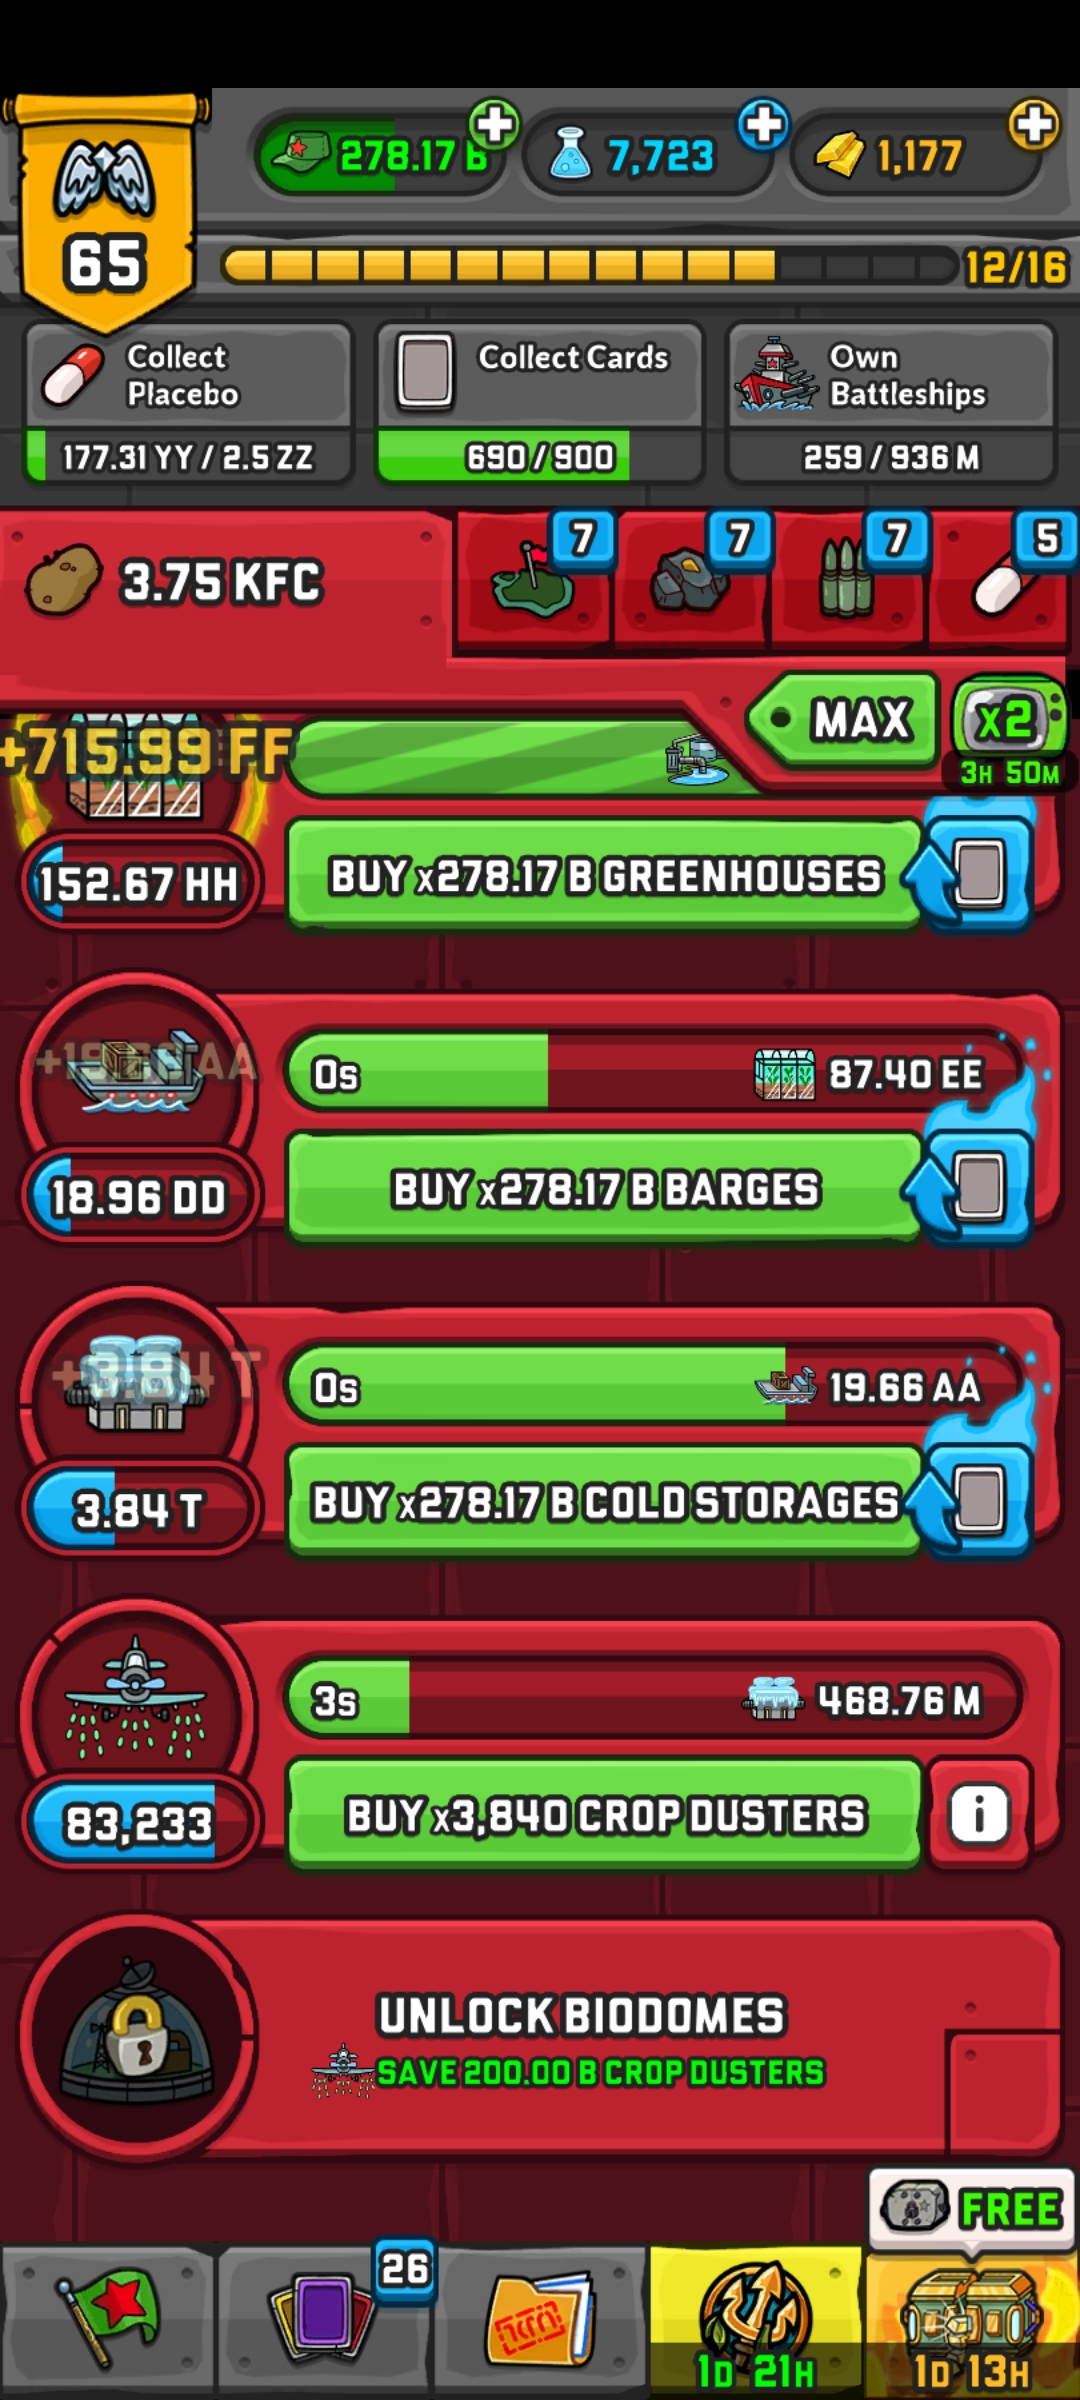 278.17 B
7,723
1,177
65
12/16
Collect
Placebo
Collect Cards
Own
Battleships
177.31 YY / 2.5 ZZ
690/900
259 / 936 M
3.75 KFC
7
7
7
5
MAX
x2
3H 50M
+715.99 FF
152.67 HH
BUY x278.17 B GREENHOUSES
0s
87.40 EE
18.96 DD
BUY x278.17 B BARGES
+3.84 T
0s
19.66 AA
3.84 T
BUY x278.17 B COLD STORAGES
3s
468.76 M
83,233
BUY x3,840 CROP DUSTERS
i
UNLOCK BIODOMES
SAVE 200.00 B CROP DUSTERS
FREE
26
1D 21H
1D 13H